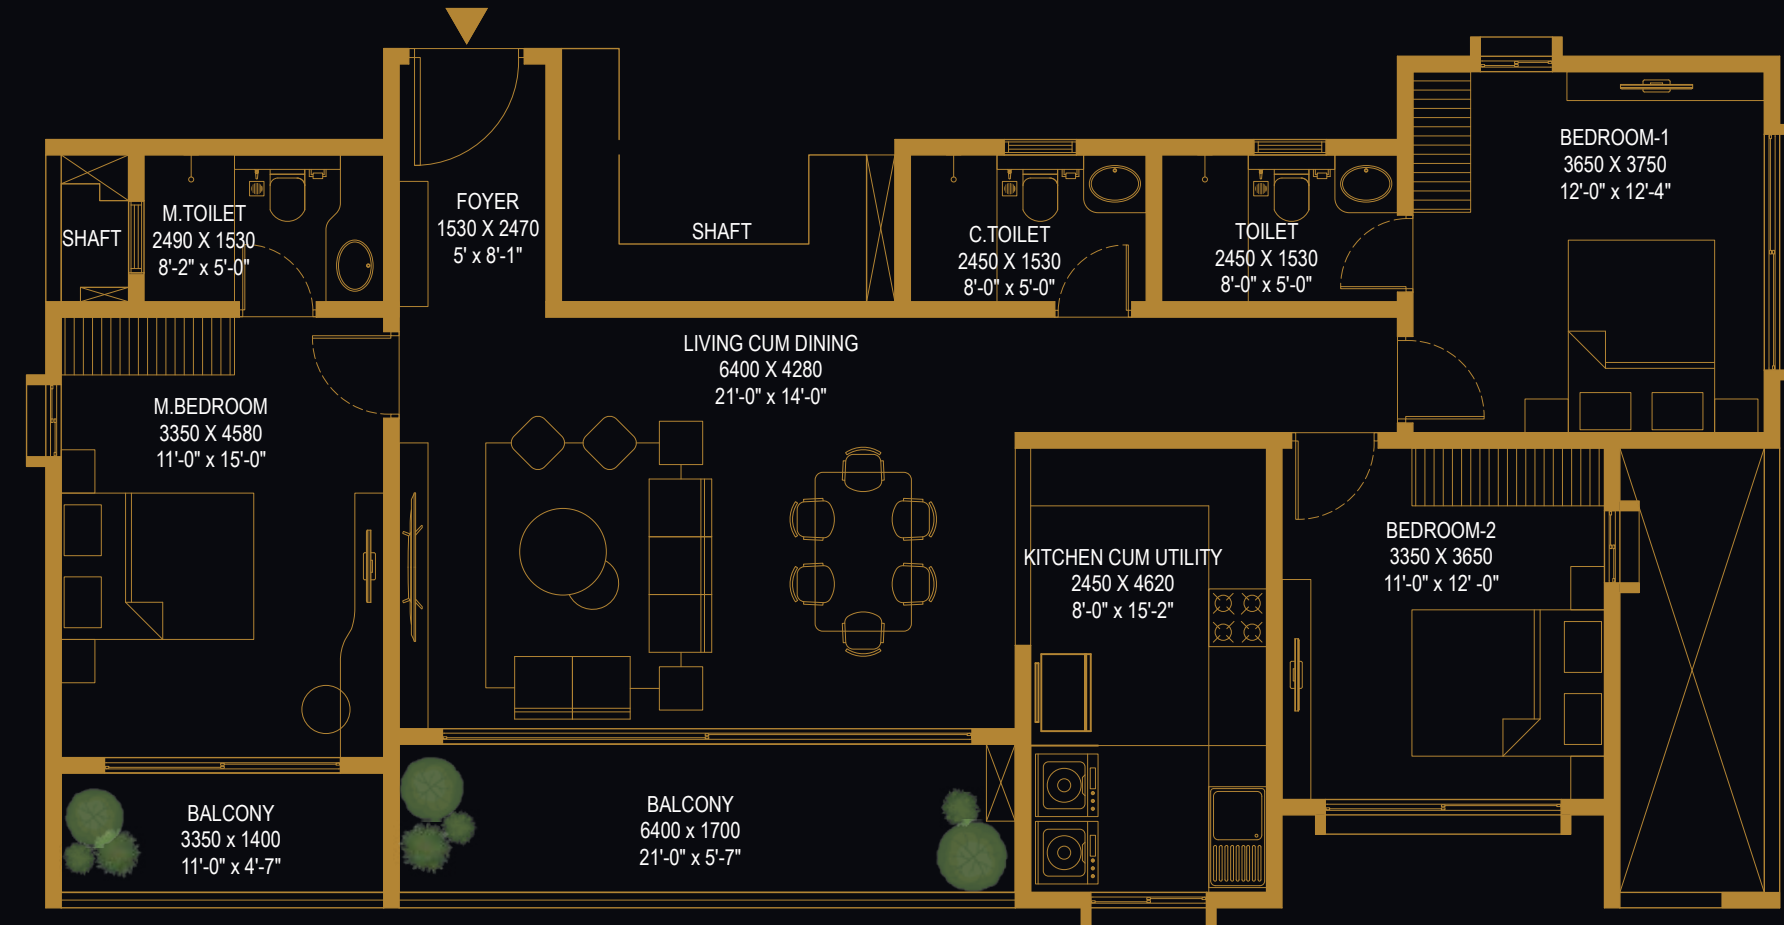 SHAFT
M.TOILET
2490 X 1530
8'-2" x 5'-0"
FOYER
1530 X 2470
5' x 8'-1"
SHAFT
C.TOILET
2450 X 1530
8'-0" x 5'-0"
TOILET
2450 X 1530
8'-0" x 5'-0"
BEDROOM-1
3650 X 3750
12'-0" x 12'-4"
M.BEDROOM
3350 X 4580
11'-0" x 15'-0"
LIVING CUM DINING
6400 X 4280
21'-0" x 14'-0"
KITCHEN CUM UTILITY
2450 X 4620
8'-0" x 15'-2"
BEDROOM-2
3350 X 3650
11'-0" x 12' -0"
BALCONY
3350 x 1400
11'-0" x 4'-7"
BALCONY
6400 x 1700
21'-0" x 5'-7"